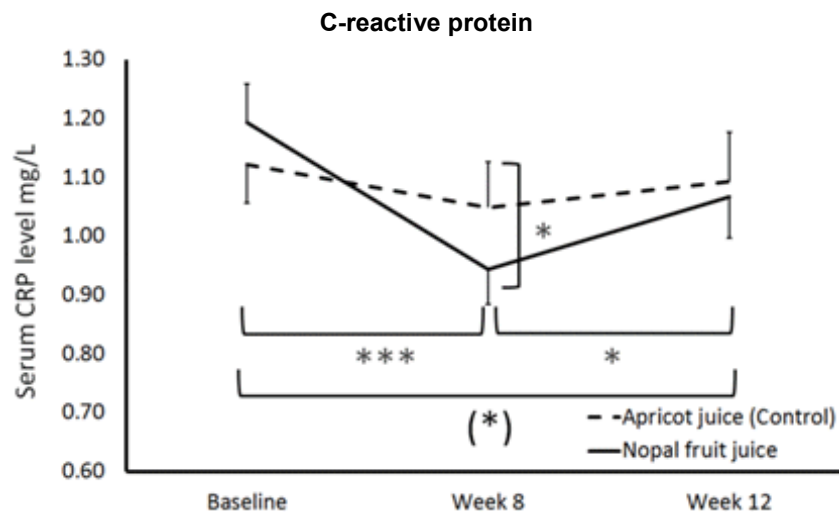 C-reactive protein
1.30
1.20
1.10
1.00
0.90
0.80
0.70
0.60
Serum CRP level mg/L
*
*** *
(*)
Apricot juice (Control)
Nopal fruit juice
Baseline Week 8 Week 12